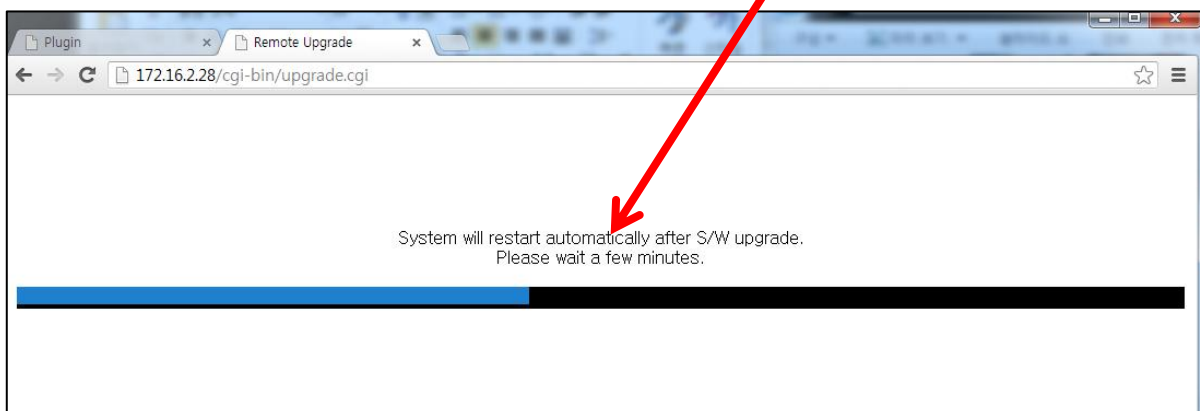 Plugin
Remote Upgrade
172.16.2.28/cgi-bin/upgrade.cgi
System will restart automatically after S/W upgrade.
Please wait a few minutes.